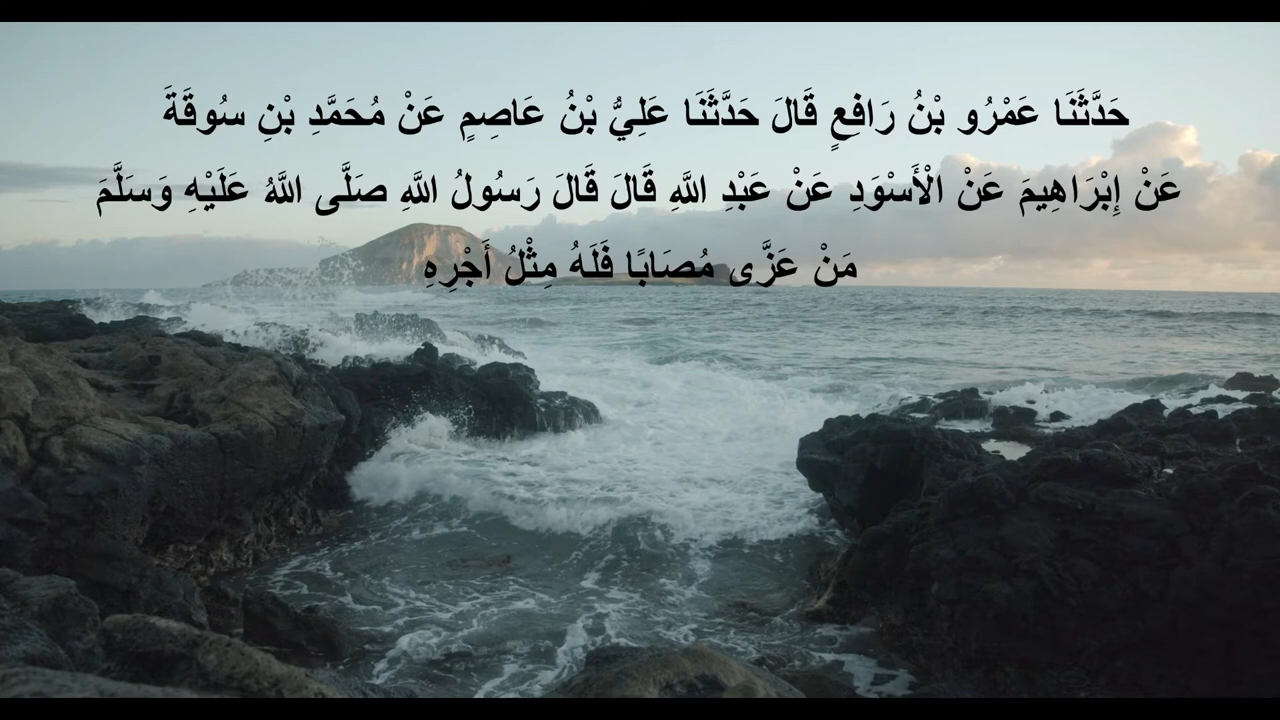 حَدَّثَنَا عَمْرُو بْنُ رَافِعٍ قَالَ حَدَّثَنَا عَلِيُّ بْنُ عَاصِمٍ عَنْ مُحَمَّدِ بْنِ سُوقَةَ
عَنْ إِبْرَاهِيمَ عَنْ الْأَسْوَدِ عَنْ عَبْدِ اللَّهِ قَالَ قَالَ رَسُولُ اللَّهِ صَلَّى اللَّهُ عَلَيْهِ وَسَلَّمَ
مَنْ عَزَّى مُصَابًا فَلَهُ مِثْلُ أَجْرِهِ